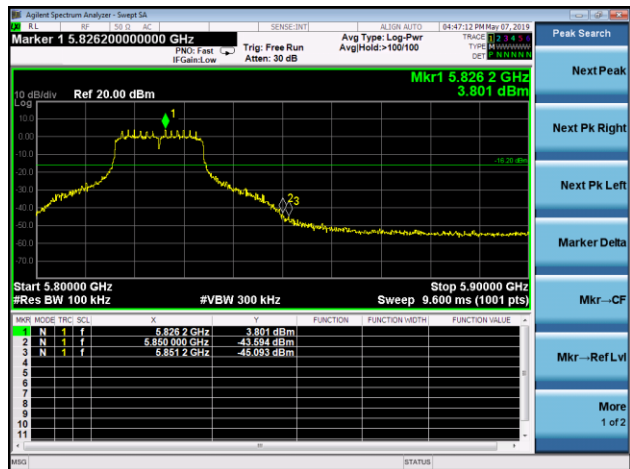 Agilent Spectrum Analyzer - Swept SA
RL RF 50 Ω AC SENSE:INT ALIGN AUTO 04:47:12 PM May 07, 2019
Marker 1 5.826200000000 GHz
PNO: Fast
IFGain:Low
Trig: Free Run
Atten: 30 dB
Avg Type: Log-Pwr
Avg|Hold:>100/100
TRACE 1 2 3 4 5 6
TYPE M WWWWW
DET P NNNNN
Peak Search
Mkr1 5.826 2 GHz
3.801 dBm
10 dB/div Ref 20.00 dBm
Log
10.0
0.00
-10.0
-20.0
-30.0
-40.0
-50.0
-60.0
-70.0
1
-16.20 dBm
2 3
Start 5.80000 GHz Stop 5.90000 GHz
#Res BW 100 kHz #VBW 300 kHz Sweep 9.600 ms (1001 pts)
MKR MODE TRC SCL X Y FUNCTION FUNCTION WIDTH FUNCTION VALUE
1 N 1 f 5.826 2 GHz 3.801 dBm
2 N 1 f 5.850 000 GHz -43.594 dBm
3 N 1 f 5.851 2 GHz -45.093 dBm
4
5
6
7
8
9
10
11
MSG STATUS
Next Peak
Next Pk Right
Next Pk Left
Marker Delta
Mkr→CF
Mkr→Ref Lvl
More
1 of 2